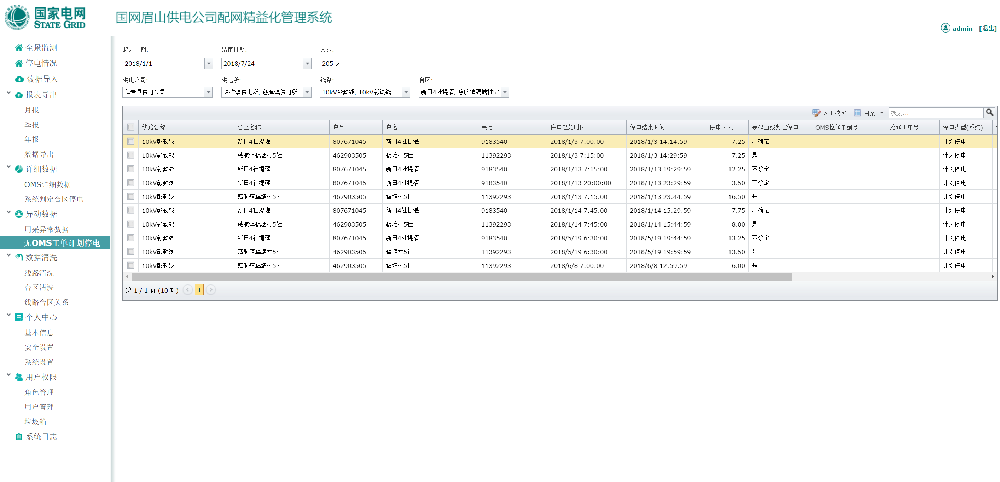 国家电网
STATE GRID
国网眉山供电公司配网精益化管理系统
admin [退出]
全景监测
停电情况
数据导入
报表导出
月报
季报
年报
数据导出
详细数据
OMS详细数据
系统判定台区停电
异动数据
用采异常数据
无OMS工单计划停电
数据清洗
线路清洗
台区清洗
线路台区关系
个人中心
基本信息
安全设置
系统设置
用户权限
角色管理
用户管理
垃圾箱
系统日志
起始日期: 结束日期: 天数:
2018/1/1 2018/7/24 205 天
供电公司: 供电所: 线路: 台区:
仁寿县供电公司 钟祥镇供电所, 慈航镇供电所 10kV彰勤线, 10kV彰铁线 新田4社提灌, 慈航镇藕塘村5
人工核实 用采 搜索...
线路名称 台区名称 户号 户名 表号 停电起始时间 停电结束时间 停电时长 表码曲线判定停电 OMS检修单编号 抢修工单号 停电类型(系统)
10kV彰勤线 新田4社提灌 807671045 新田4社提灌 9183540 2018/1/3 7:00:00 2018/1/3 14:14:59 7.25 不确定 计划停电
10kV彰勤线 慈航镇藕塘村5社 462903505 藕塘村5社 11392293 2018/1/3 7:15:00 2018/1/3 14:29:59 7.25 是 计划停电
10kV彰勤线 新田4社提灌 807671045 新田4社提灌 9183540 2018/1/13 7:15:00 2018/1/13 19:29:59 12.25 不确定 计划停电
10kV彰勤线 新田4社提灌 807671045 新田4社提灌 9183540 2018/1/13 20:00:00 2018/1/13 23:29:59 3.50 不确定 计划停电
10kV彰勤线 慈航镇藕塘村5社 462903505 藕塘村5社 11392293 2018/1/13 7:15:00 2018/1/13 23:44:59 16.50 是 计划停电
10kV彰勤线 新田4社提灌 807671045 新田4社提灌 9183540 2018/1/14 7:45:00 2018/1/14 15:29:59 7.75 不确定 计划停电
10kV彰勤线 慈航镇藕塘村5社 462903505 藕塘村5社 11392293 2018/1/14 7:45:00 2018/1/14 15:44:59 8.00 是 计划停电
10kV彰勤线 新田4社提灌 807671045 新田4社提灌 9183540 2018/5/19 6:30:00 2018/5/19 19:44:59 13.25 不确定 计划停电
10kV彰勤线 慈航镇藕塘村5社 462903505 藕塘村5社 11392293 2018/5/19 6:30:00 2018/5/19 19:59:59 13.50 是 计划停电
10kV彰勤线 慈航镇藕塘村5社 462903505 藕塘村5社 11392293 2018/6/8 7:00:00 2018/6/8 12:59:59 6.00 是 计划停电
第 1 / 1 页 (10 项) 1